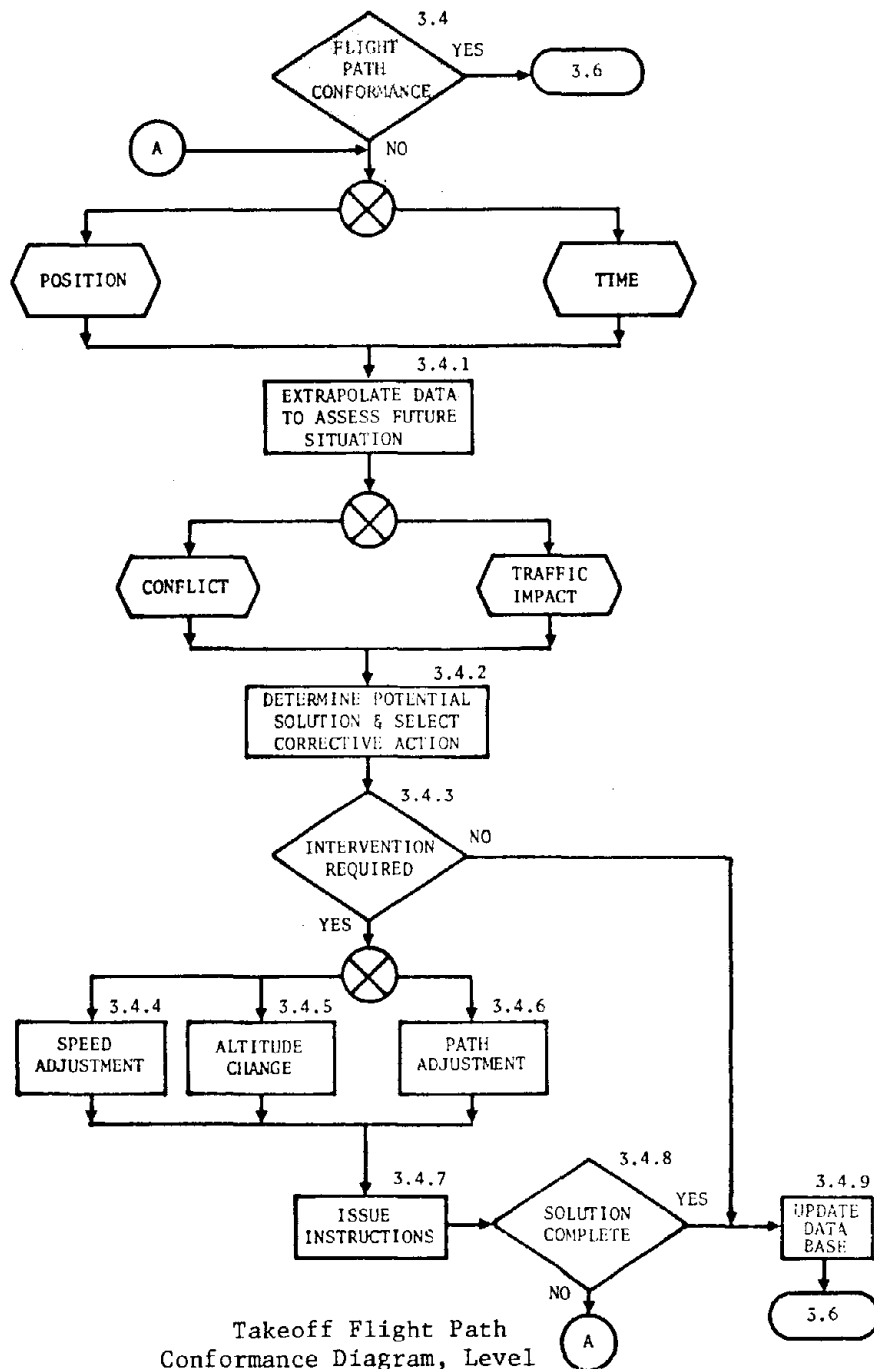 3.4
FLIGHT
PATH
CONFORMANCE
YES
3.6
A
NO
POSITION
TIME
3.4.1
EXTRAPOLATE DATA
TO ASSESS FUTURE
SITUATION
CONFLICT
TRAFFIC
IMPACT
3.4.2
DETERMINE POTENTIAL
SOLUTION & SELECT
CORRECTIVE ACTION
3.4.3
INTERVENTION
REQUIRED
NO
YES
3.4.4
SPEED
ADJUSTMENT
3.4.5
ALTITUDE
CHANGE
3.4.6
PATH
ADJUSTMENT
3.4.7
ISSUE
INSTRUCTIONS
3.4.8
SOLUTION
COMPLETE
YES
3.4.9
UPDATE
DATA
BASE
NO
A
3.6
Takeoff Flight Path
Conformance Diagram, Level